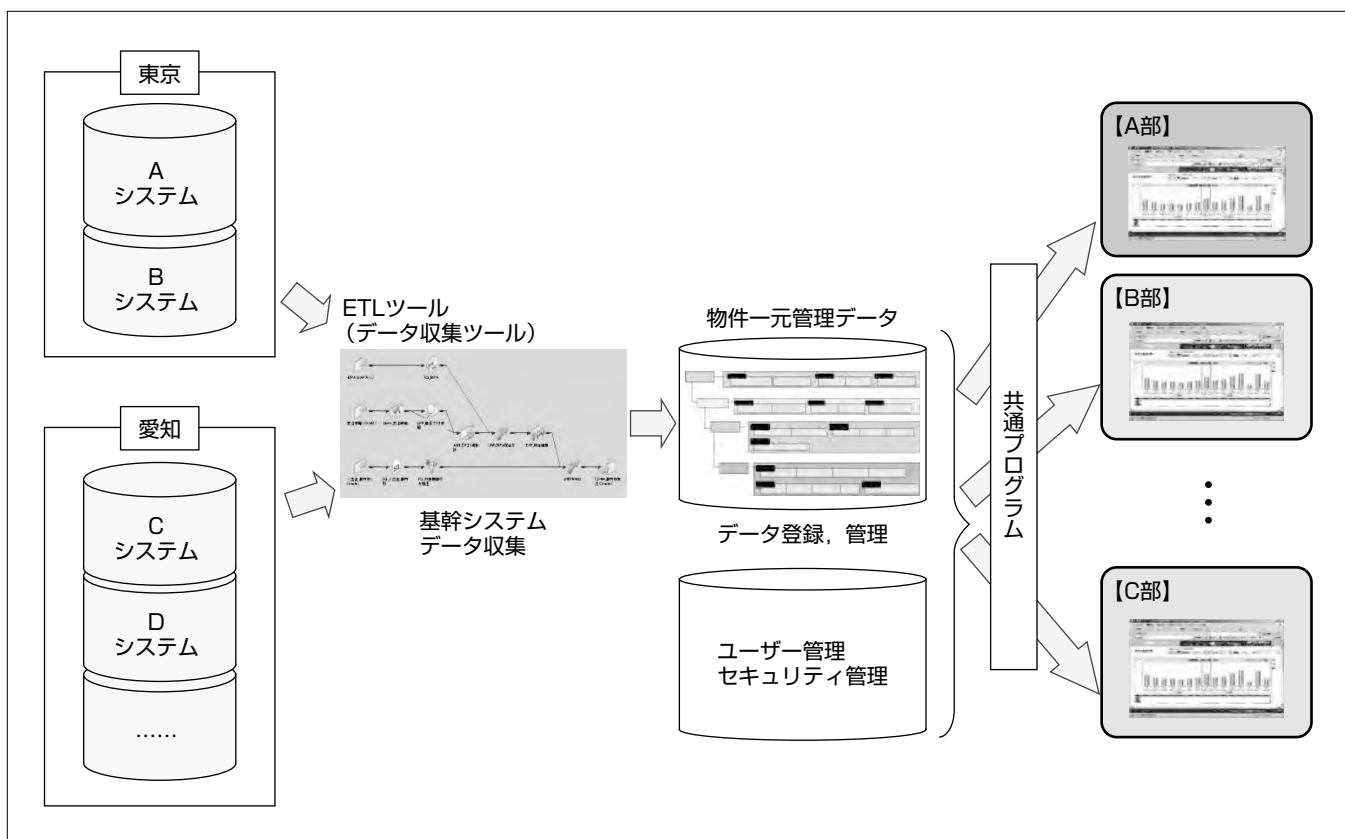 東京
A
システム
B
システム
愛知
C
システム
D
システム
……
ETLツール
（データ収集ツール）
基幹システム
データ収集
物件一元管理データ
データ登録，管理
ユーザー管理
セキュリティ管理
共通プログラム
【A部】
【B部】
【C部】